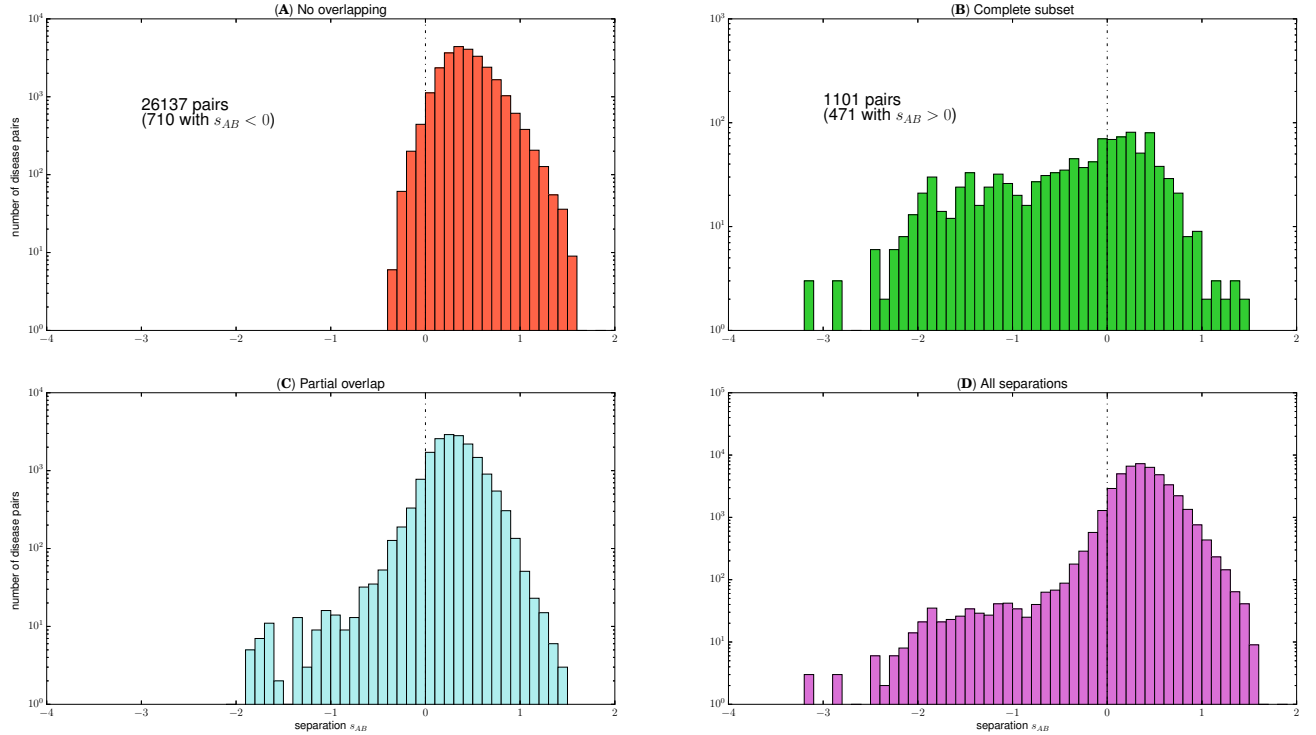 (A) No overlapping
number of disease pairs
10^4
10^3
10^2
10^1
10^0
26137 pairs
(710 with s_AB < 0)
−4 −3 −2 −1 0 1 2
(B) Complete subset
10^3
10^2
10^1
10^0
1101 pairs
(471 with s_AB > 0)
−4 −3 −2 −1 0 1 2
(C) Partial overlap
number of disease pairs
10^4
10^3
10^2
10^1
10^0
−4 −3 −2 −1 0 1 2
separation s_AB
(D) All separations
10^5
10^4
10^3
10^2
10^1
10^0
−4 −3 −2 −1 0 1 2
separation s_AB